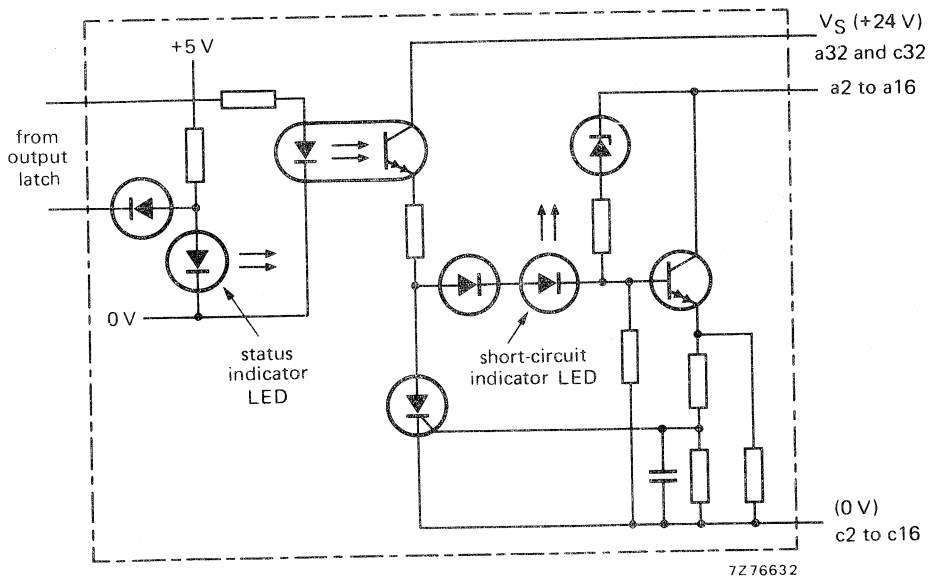 V_S (+24 V)
a32 and c32
a2 to a16
+5 V
from
output
latch
0 V
status
indicator
LED
short-circuit
indicator LED
(0 V)
c2 to c16
7Z76632